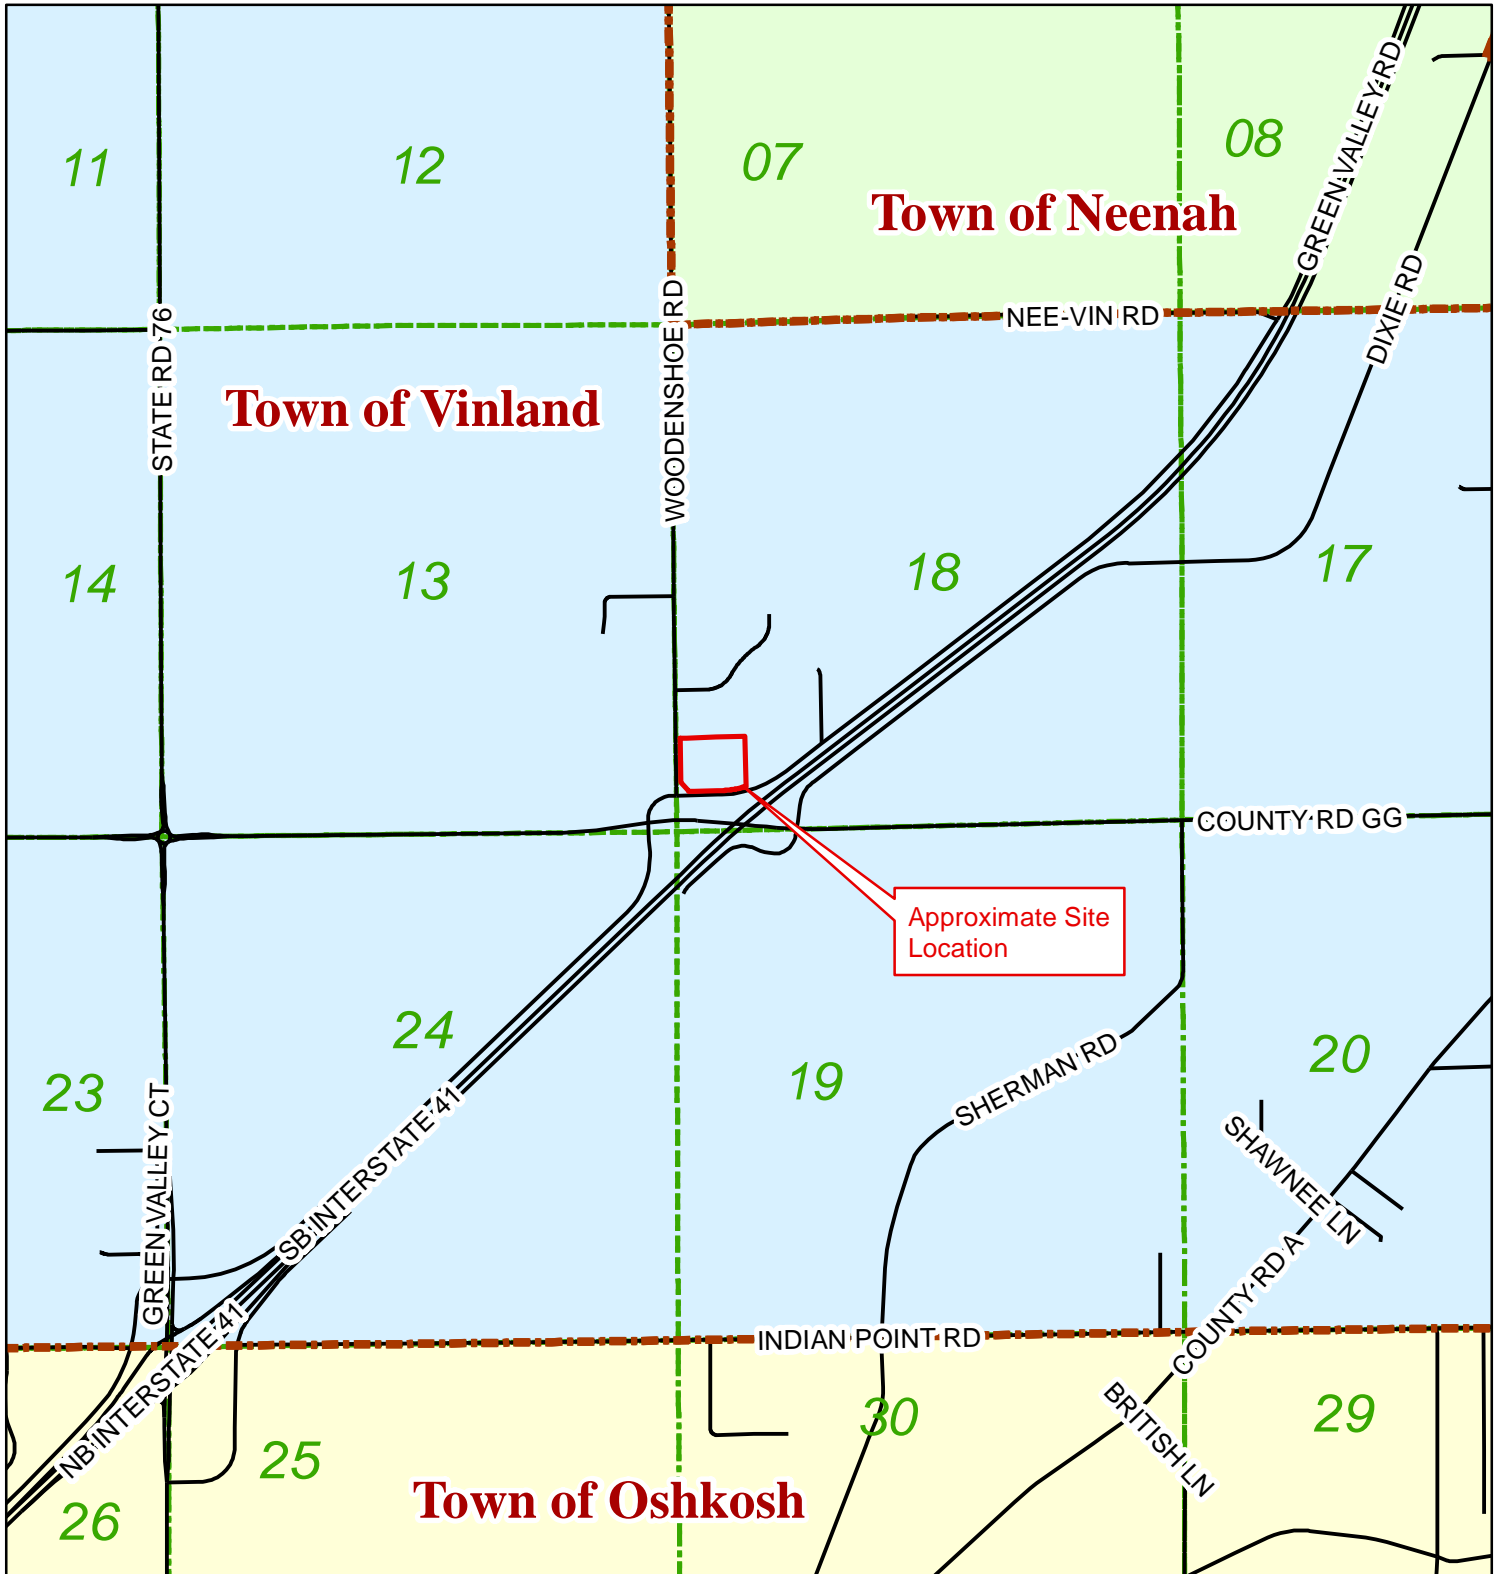 GREEN VALLEY RD
11
12
07
08
Town of Neenah
DIXIE RD
NEE-VIN RD
STATE RD 76
WOODENSHOE RD
Town of Vinland
14
13
18
17
COUNTY RD GG
Approximate Site
Location
24
19
20
23
SHERMAN RD
GREEN VALLEY CT
SB INTERSTATE 41
SHAWNEE LN
COUNTY RD A
NB INTERSTATE 41
INDIAN POINT RD
30
29
BRITISH LN
25
Town of Oshkosh
26